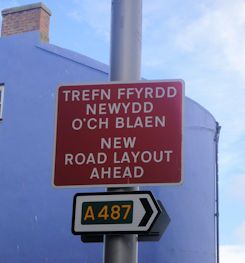 TREFN FFYRDD
NEWYDD
O'CH BLAEN
NEW
ROAD LAYOUT
AHEAD
A487